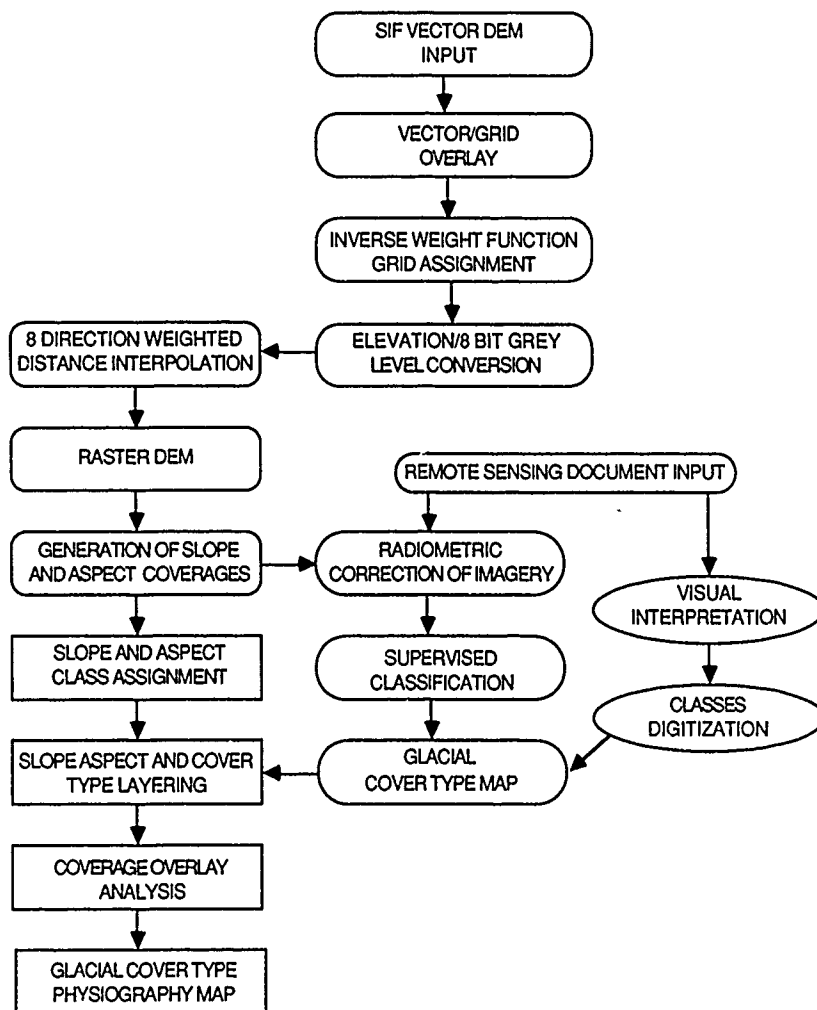 SIF VECTOR DEM
INPUT
VECTOR/GRID
OVERLAY
INVERSE WEIGHT FUNCTION
GRID ASSIGNMENT
8 DIRECTION WEIGHTED
DISTANCE INTERPOLATION
ELEVATION/8 BIT GREY
LEVEL CONVERSION
RASTER DEM
REMOTE SENSING DOCUMENT INPUT
GENERATION OF SLOPE
AND ASPECT COVERAGES
RADIOMETRIC
CORRECTION OF IMAGERY
VISUAL
INTERPRETATION
SLOPE AND ASPECT
CLASS ASSIGNMENT
SUPERVISED
CLASSIFICATION
CLASSES
DIGITIZATION
SLOPE ASPECT AND COVER
TYPE LAYERING
GLACIAL
COVER TYPE MAP
COVERAGE OVERLAY
ANALYSIS
GLACIAL COVER TYPE
PHYSIOGRAPHY MAP